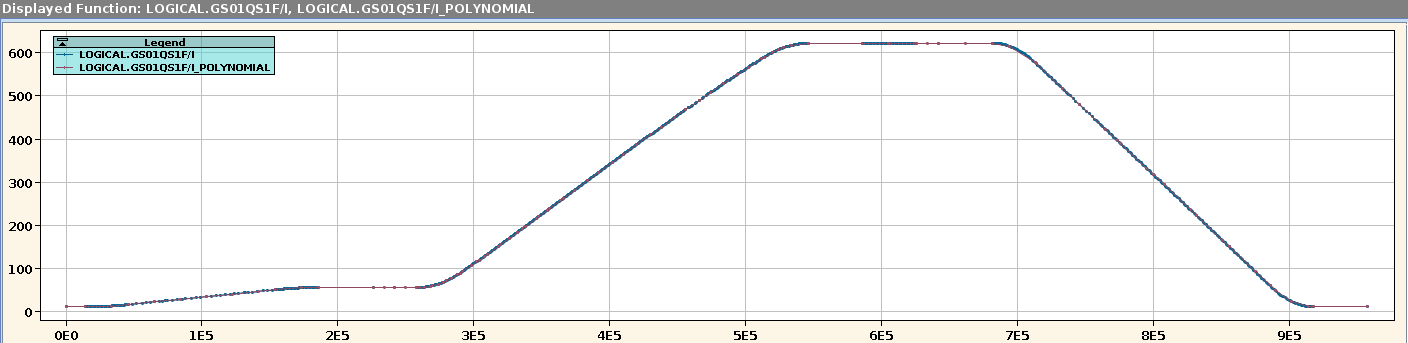 Displayed Function: LOGICAL.GS01QS1F/I, LOGICAL.GS01QS1F/I_POLYNOMIAL
Legend
LOGICAL.GS01QS1F/I
LOGICAL.GS01QS1F/I_POLYNOMIAL
600
500
400
300
200
100
0
0E0 1E5 2E5 3E5 4E5 5E5 6E5 7E5 8E5 9E5